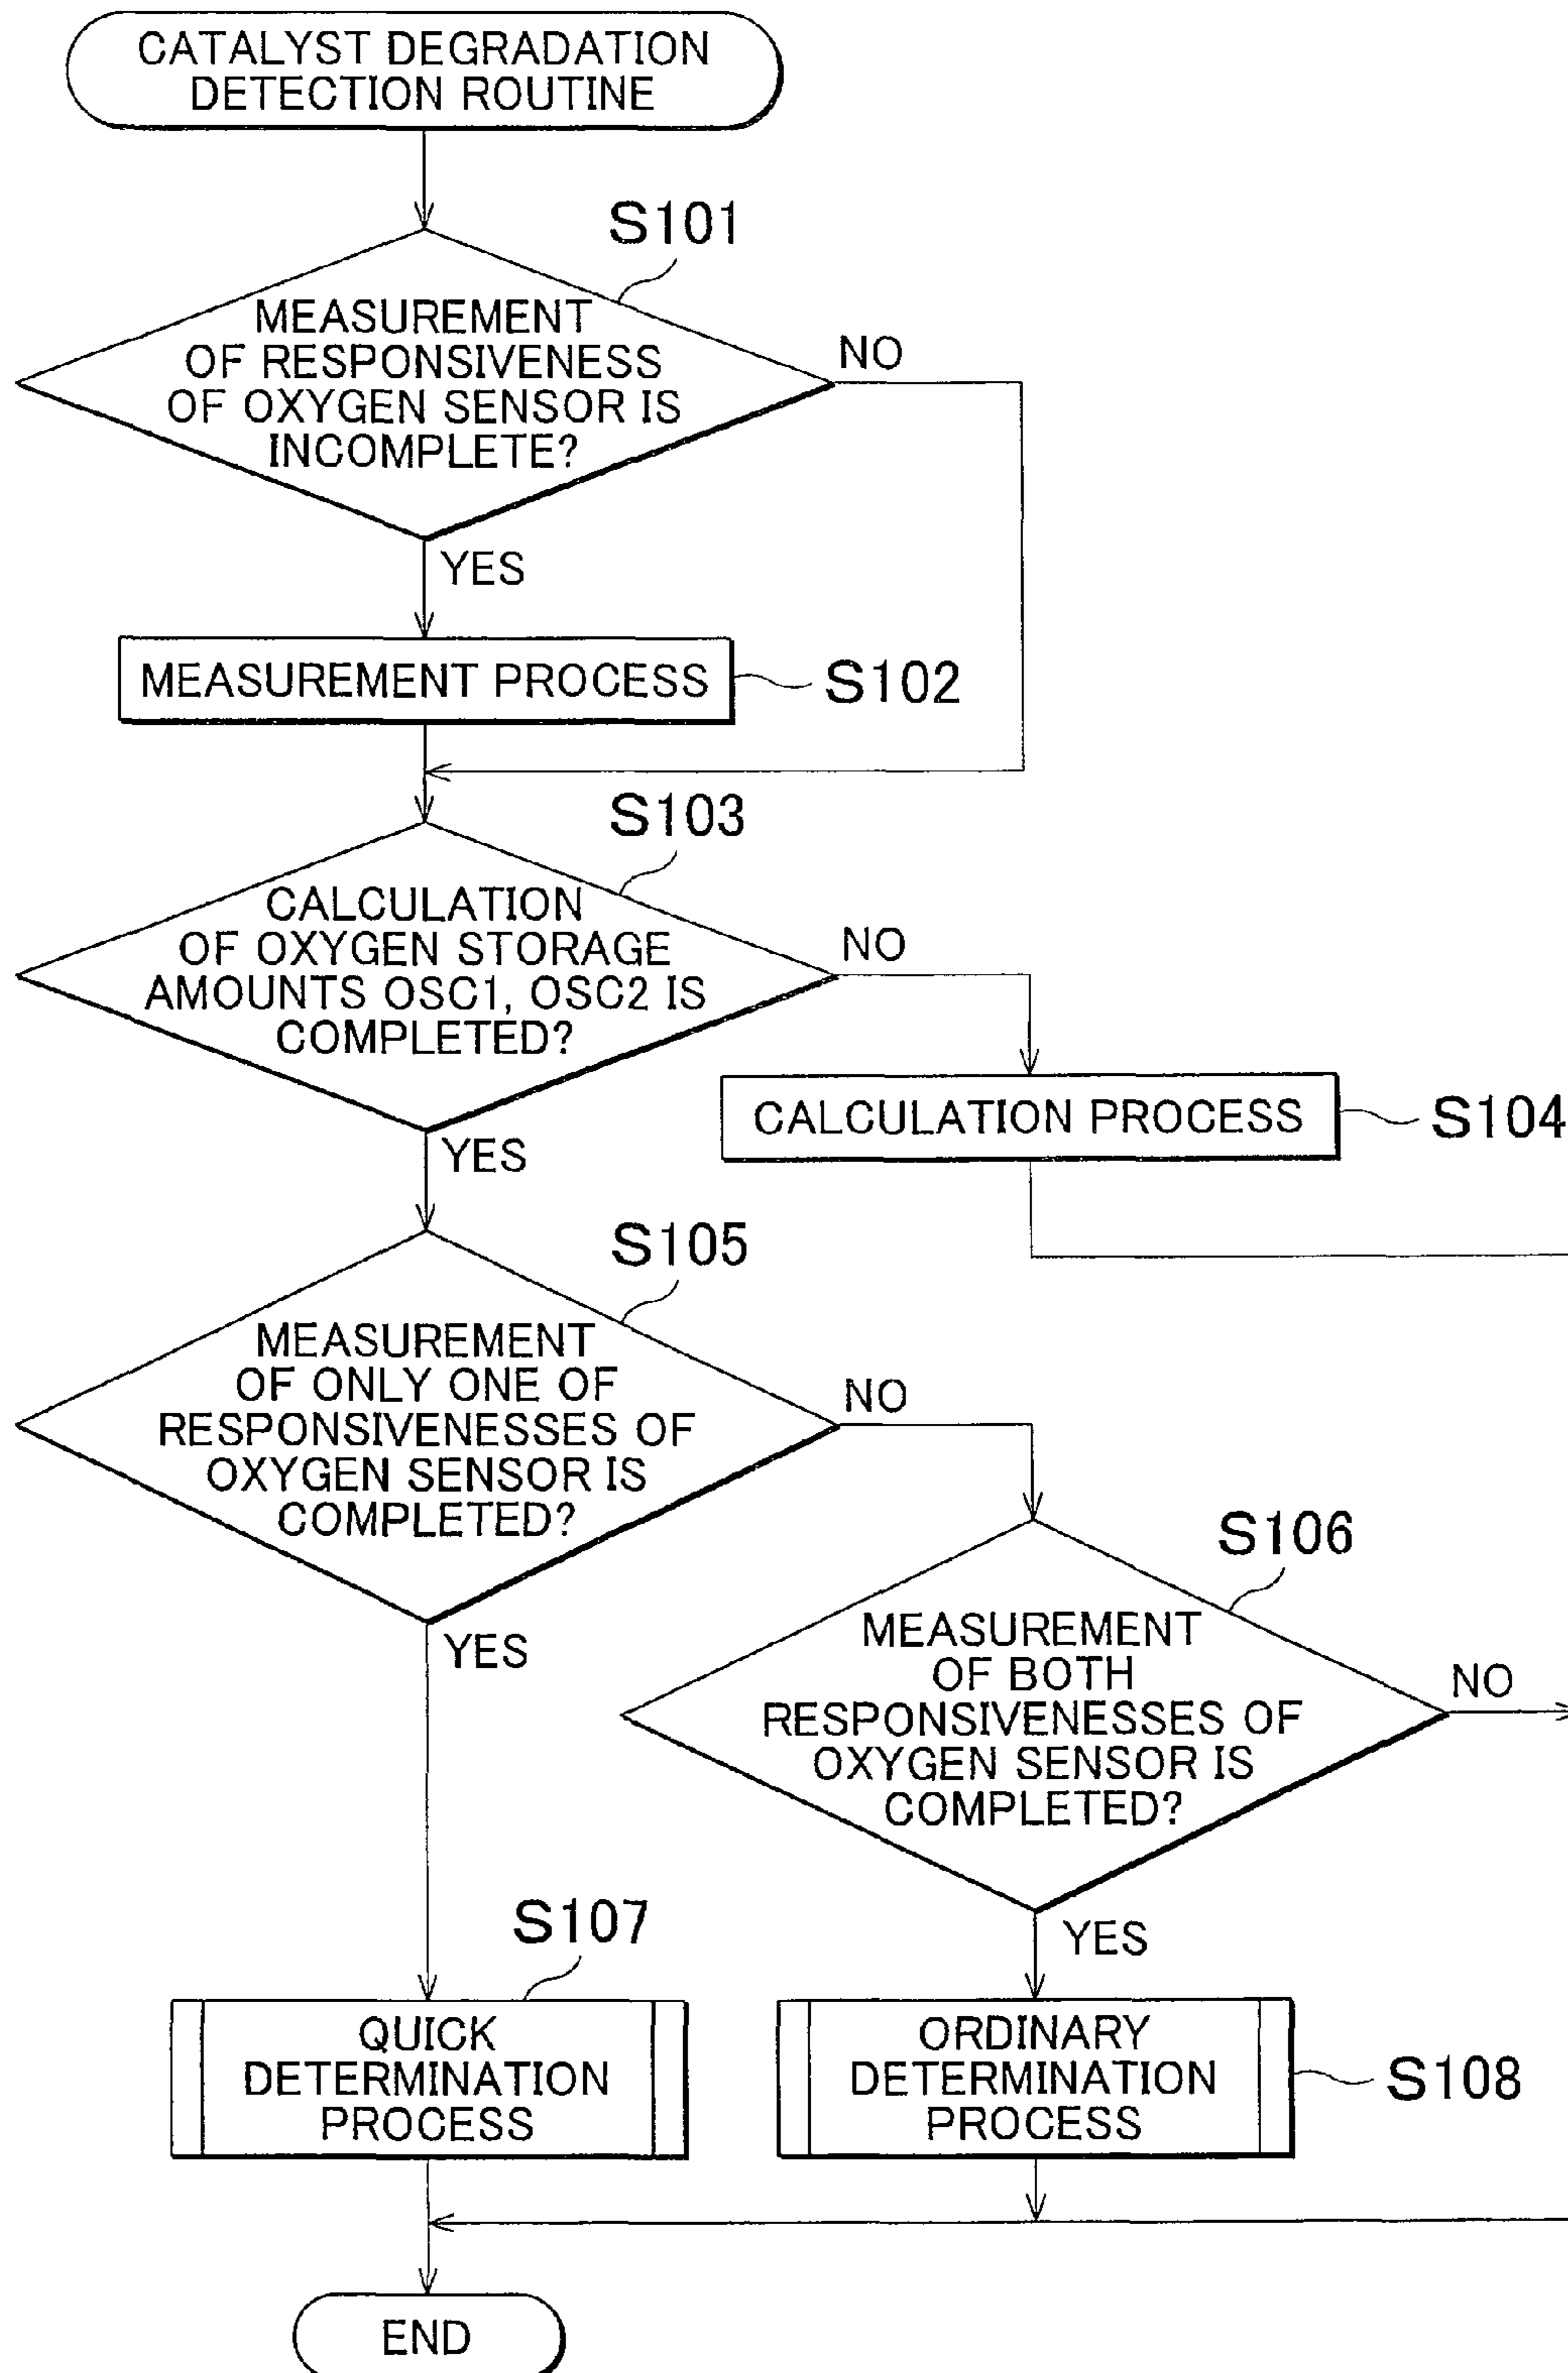 CATALYST DEGRADATION
DETECTION ROUTINE
S101
MEASUREMENT
OF RESPONSIVENESS
OF OXYGEN SENSOR IS
INCOMPLETE?
NO
YES
MEASUREMENT PROCESS
S102
S103
CALCULATION
OF OXYGEN STORAGE
AMOUNTS OSC1, OSC2 IS
COMPLETED?
NO
YES
CALCULATION PROCESS
S104
S105
MEASUREMENT
OF ONLY ONE OF
RESPONSIVENESSES OF
OXYGEN SENSOR IS
COMPLETED?
NO
YES
S106
MEASUREMENT
OF BOTH
RESPONSIVENESSES OF
OXYGEN SENSOR IS
COMPLETED?
NO
YES
S107
QUICK
DETERMINATION
PROCESS
ORDINARY
DETERMINATION
PROCESS
S108
END